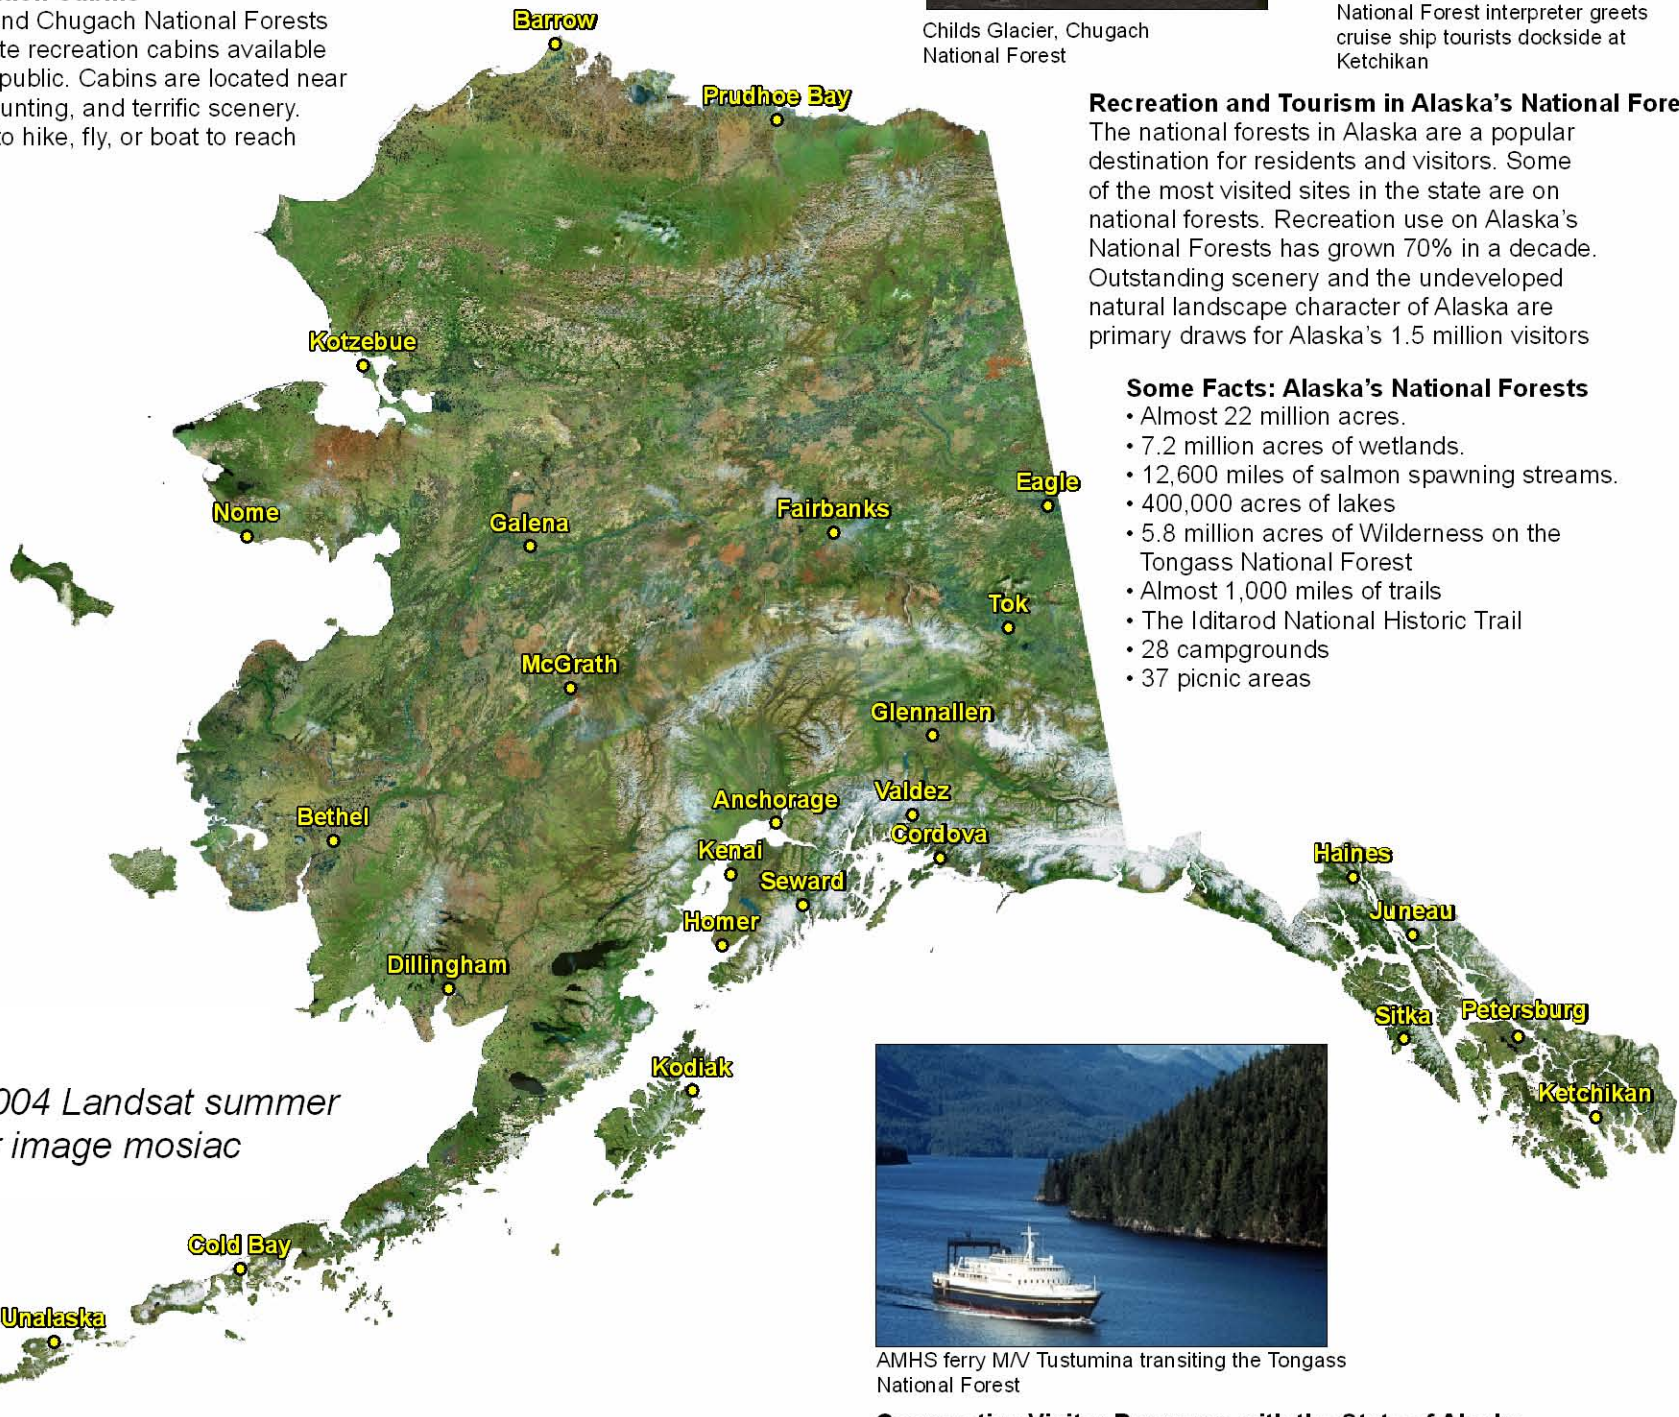 nd Chugach National Forests
te recreation cabins available
public. Cabins are located near
unting, and terrific scenery.
to hike, fly, or boat to reach
Childs Glacier, Chugach
National Forest
National Forest interpreter greets
cruise ship tourists dockside at
Ketchikan
Recreation and Tourism in Alaska's National Fore
The national forests in Alaska are a popular
destination for residents and visitors. Some
of the most visited sites in the state are on
national forests. Recreation use on Alaska's
National Forests has grown 70% in a decade.
Outstanding scenery and the undeveloped
natural landscape character of Alaska are
primary draws for Alaska's 1.5 million visitors
Some Facts: Alaska's National Forests
• Almost 22 million acres.
• 7.2 million acres of wetlands.
• 12,600 miles of salmon spawning streams.
• 400,000 acres of lakes
• 5.8 million acres of Wilderness on the
Tongass National Forest
• Almost 1,000 miles of trails
• The Iditarod National Historic Trail
• 28 campgrounds
• 37 picnic areas
Barrow
Prudhoe Bay
Kotzebue
Nome
Galena
Fairbanks
Eagle
Tok
McGrath
Glennallen
Anchorage
Valdez
Cordova
Bethel
Kenai
Seward
Homer
Dillingham
Kodiak
Haines
Juneau
Sitka
Petersburg
Ketchikan
Cold Bay
Unalaska
004 Landsat summer
r image mosiac
AMHS ferry M/V Tustumina transiting the Tongass
National Forest